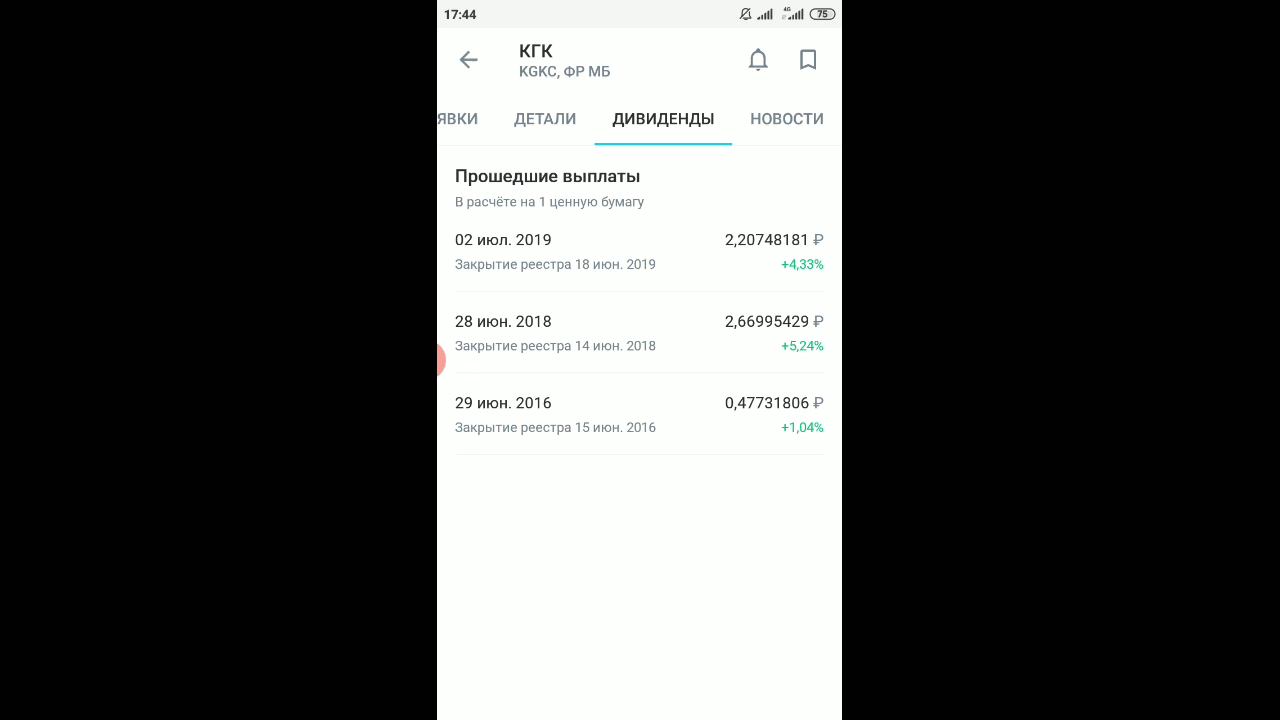 17:44
4G
75
КГК
KGKC, ФР МБ
ЯВКИ
ДЕТАЛИ
ДИВИДЕНДЫ
НОВОСТИ
Прошедшие выплаты
В расчёте на 1 ценную бумагу
02 июл. 2019
2,20748181 ₽
Закрытие реестра 18 июн. 2019
+4,33%
28 июн. 2018
2,66995429 ₽
Закрытие реестра 14 июн. 2018
+5,24%
29 июн. 2016
0,47731806 ₽
Закрытие реестра 15 июн. 2016
+1,04%